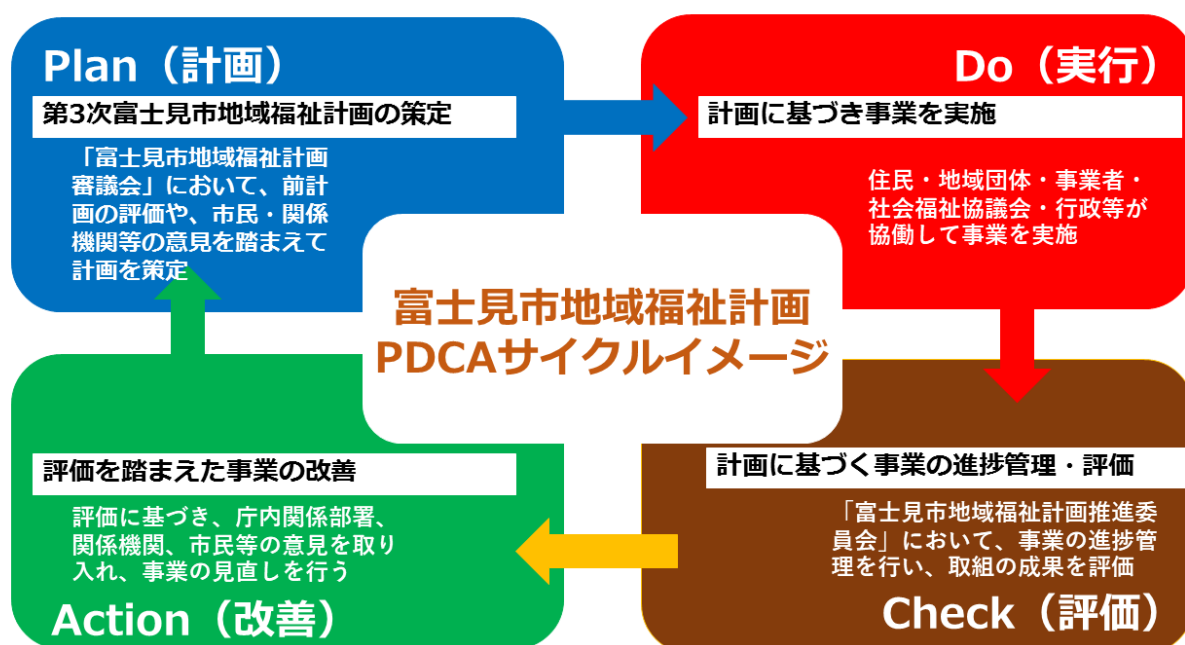 Plan（計画）
第3次富士見市地域福祉計画の策定
「富士見市地域福祉計画
審議会」において、前計
画の評価や、市民・関係
機関等の意見を踏まえて
計画を策定
Do（実行）
計画に基づき事業を実施
住民・地域団体・事業者・
社会福祉協議会・行政等が
協働して事業を実施
富士見市地域福祉計画
PDCAサイクルイメージ
評価を踏まえた事業の改善
評価に基づき、庁内関係部署、
関係機関、市民等の意見を取り
入れ、事業の見直しを行う
Action（改善）
計画に基づく事業の進捗管理・評価
「富士見市地域福祉計画推進委
員会」において、事業の進捗管
理を行い、取組の成果を評価
Check（評価）